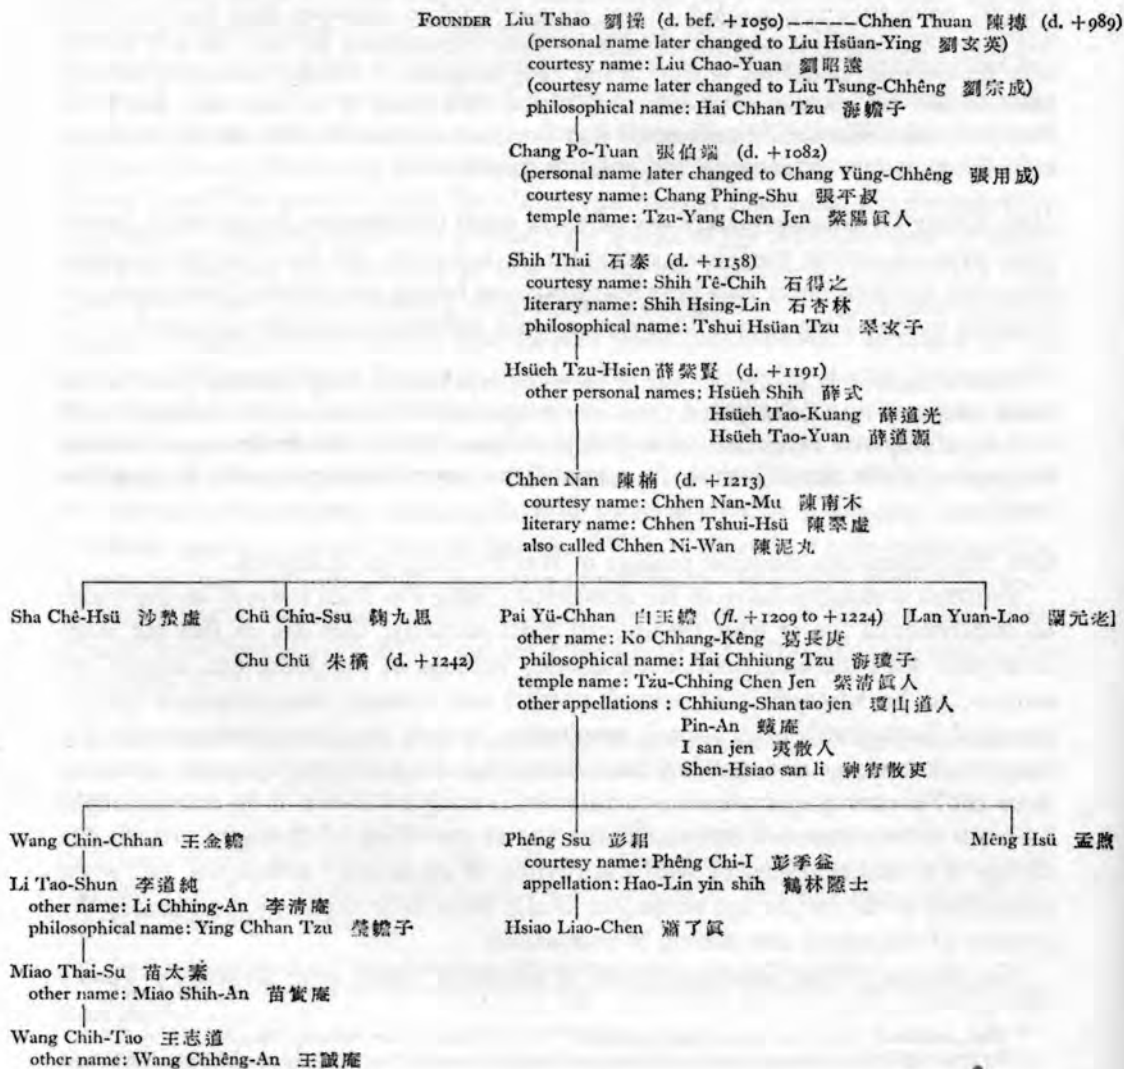 FOUNDER Liu Tshao 劉操 (d. bef. +1050) -----Chhen Thuan 陳摶 (d. +989)
(personal name later changed to Liu Hsüan-Ying 劉玄英)
courtesy name: Liu Chao-Yuan 劉昭遠
(courtesy name later changed to Liu Tsung-Chhêng 劉宗成)
philosophical name: Hai Chhan Tzu 海蟾子
Chang Po-Tuan 張伯端 (d. +1082)
(personal name later changed to Chang Yüng-Chhêng 張用成)
courtesy name: Chang Phing-Shu 張平叔
temple name: Tzu-Yang Chen Jen 紫陽眞人
Shih Thai 石泰 (d. +1158)
courtesy name: Shih Tê-Chih 石得之
literary name: Shih Hsing-Lin 石杏林
philosophical name: Tshui Hsüan Tzu 翠玄子
Hsüeh Tzu-Hsien 薛紫賢 (d. +1191)
other personal names: Hsüeh Shih 薛式
Hsüeh Tao-Kuang 薛道光
Hsüeh Tao-Yuan 薛道源
Chhen Nan 陳楠 (d. +1213)
courtesy name: Chhen Nan-Mu 陳南木
literary name: Chhen Tshui-Hsü 陳翠虛
also called Chhen Ni-Wan 陳泥丸
Sha Chê-Hsü 沙蟄虛 Chü Chiu-Ssu 鞠九思 Pai Yü-Chhan 白玉蟾 (fl. +1209 to +1224) [Lan Yuan-Lao 蘭元老]
other name: Ko Chhang-Kêng 葛長庚
Chu Chü 朱橘 (d. +1242) philosophical name: Hai Chhiung Tzu 海瓊子
temple name: Tzu-Chhing Chen Jen 紫清眞人
other appellations : Chhiung-Shan tao jen 瓊山道人
Pin-An 蠙庵
I san jen 夷散人
Shen-Hsiao san li 神宵散吏
Wang Chin-Chhan 王金蟾 Phêng Ssu 彭耜 Mêng Hsü 孟煦
courtesy name: Phêng Chi-I 彭季益
Li Tao-Shun 李道純 appellation: Hao-Lin yin shih 鶴林隱士
other name: Li Chhing-An 李清庵
philosophical name: Ying Chhan Tzu 瑩蟾子 Hsiao Liao-Chen 蕭了眞
Miao Thai-Su 苗太素
other name: Miao Shih-An 苗實庵
Wang Chih-Tao 王志道
other name: Wang Chhêng-An 王誠庵